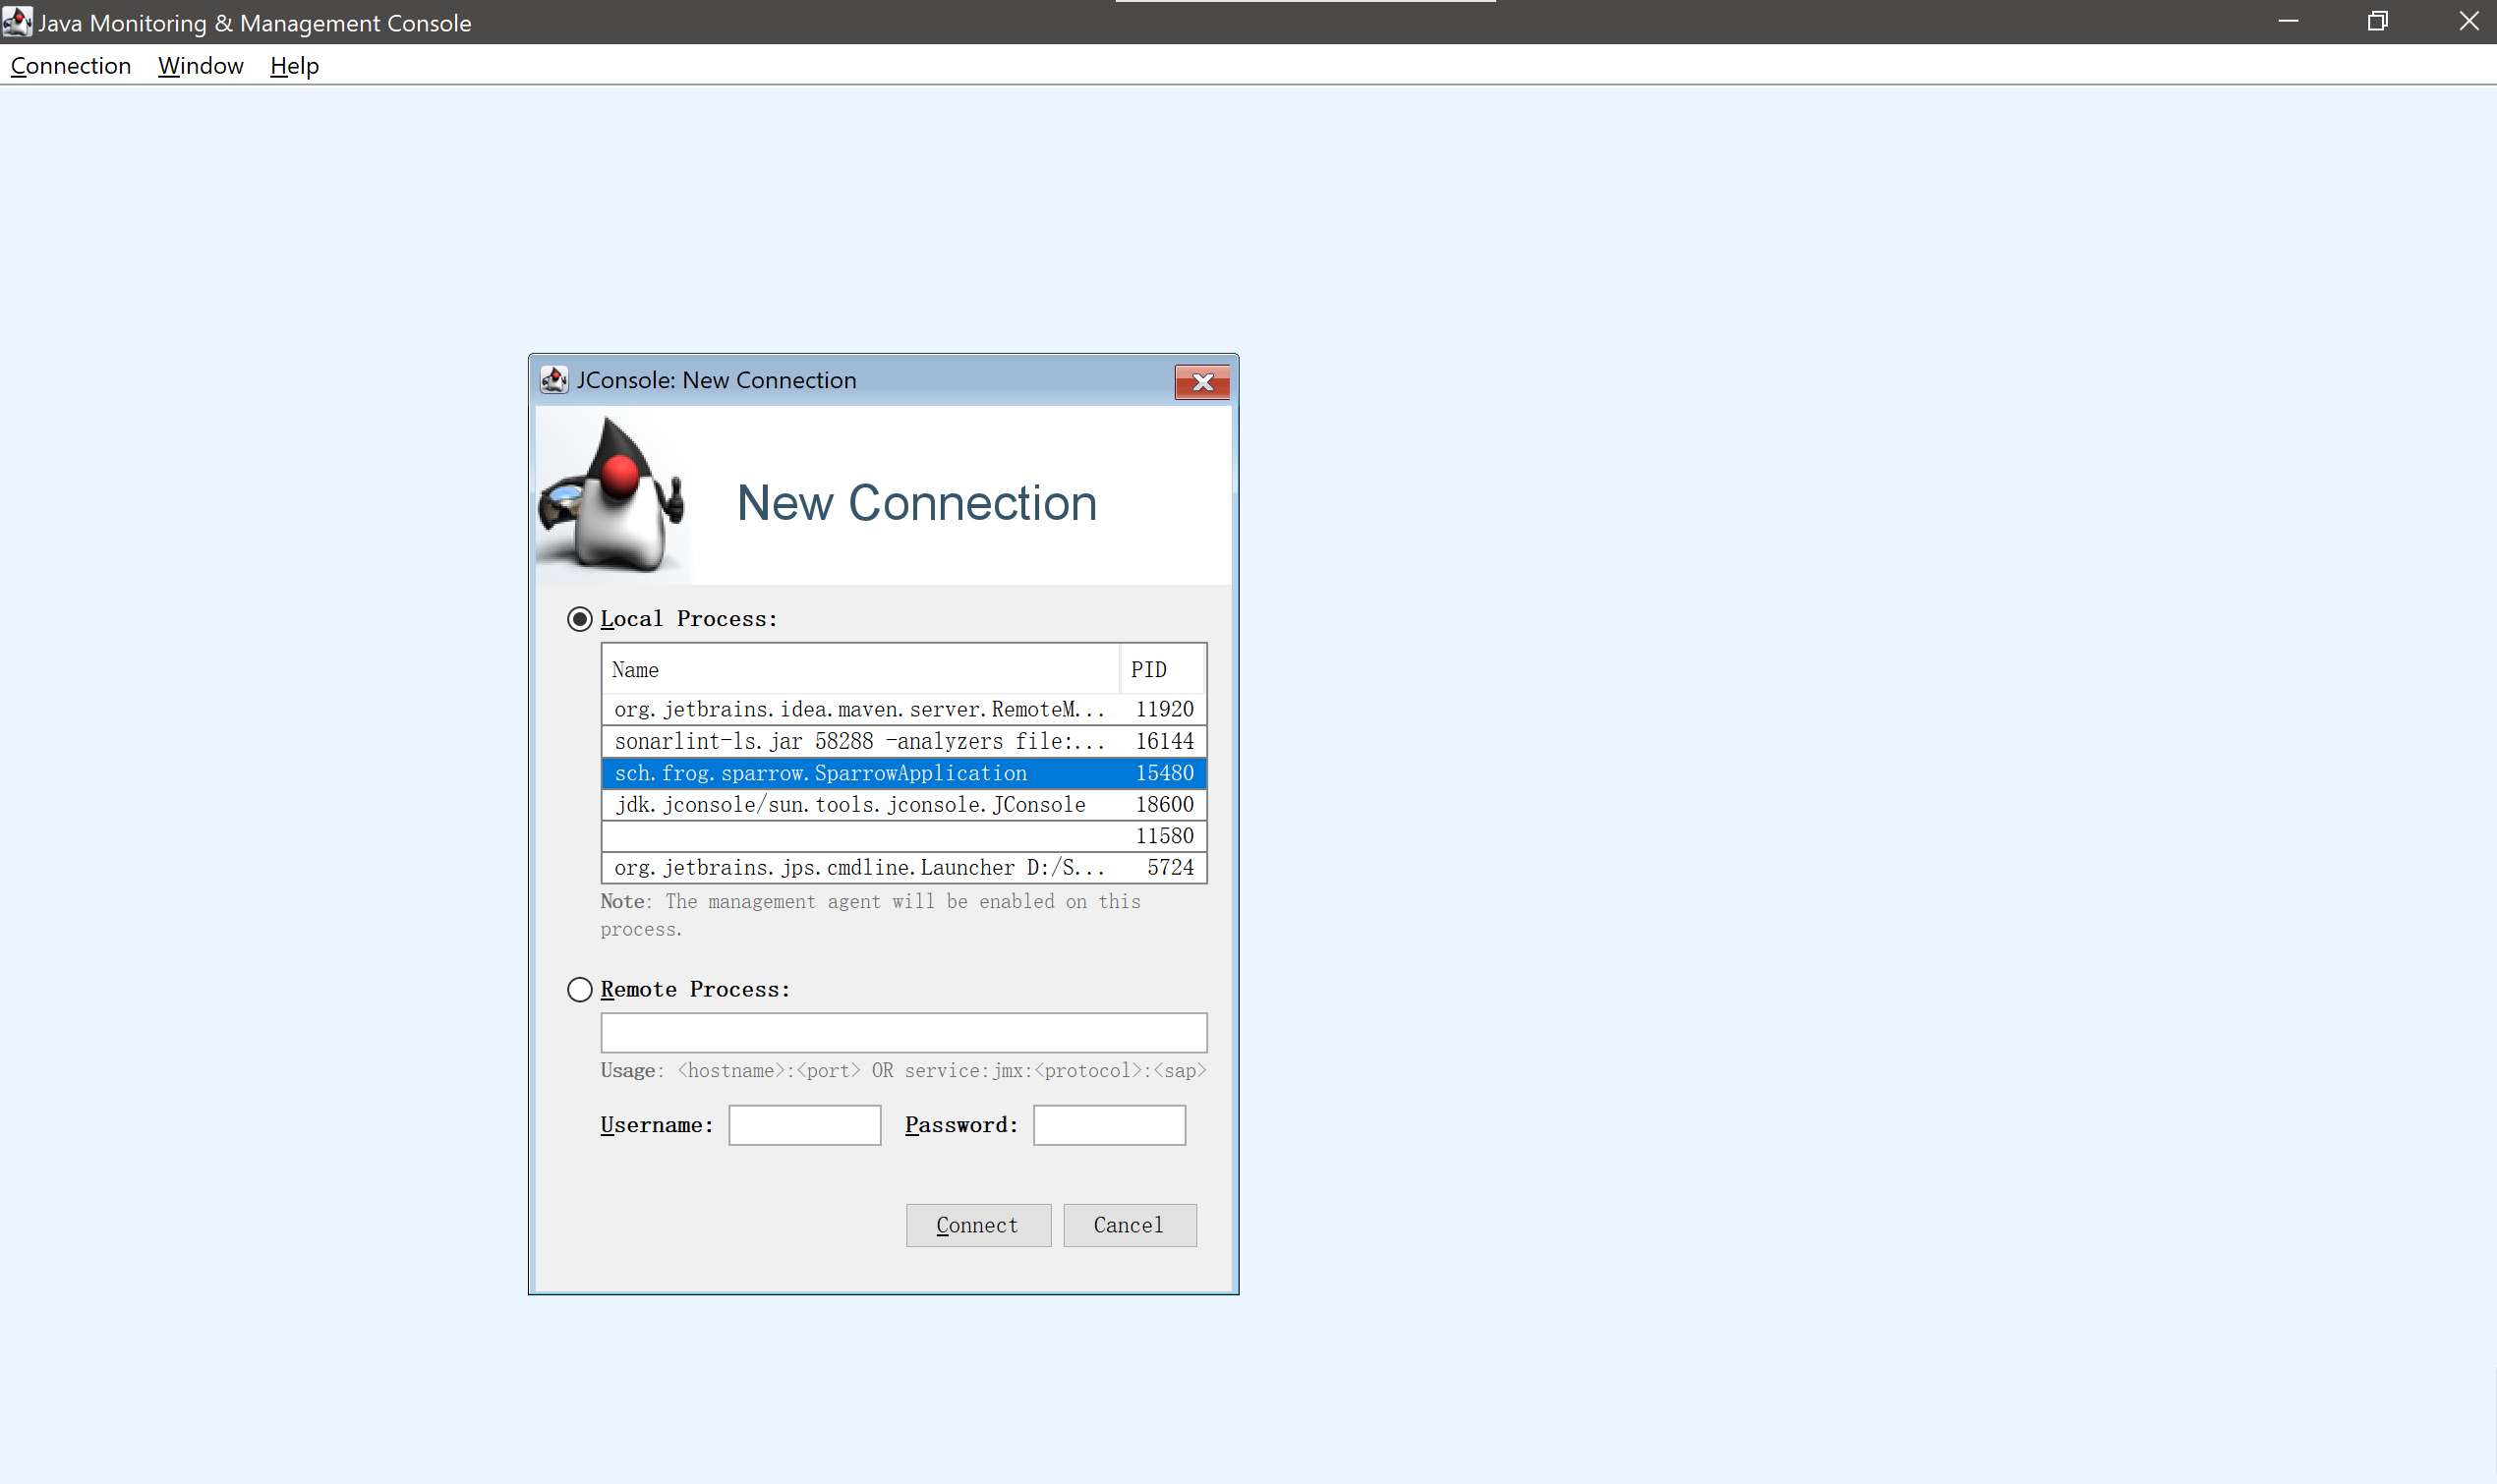 Java Monitoring & Management Console
Connection Window Help
JConsole: New Connection
New Connection
Local Process:
Name PID
org.jetbrains.idea.maven.server.RemoteM... 11920
sonarlint-ls.jar 58288 -analyzers file:... 16144
sch.frog.sparrow.SparrowApplication 15480
jdk.jconsole/sun.tools.jconsole.JConsole 18600
11580
org.jetbrains.jps.cmdline.Launcher D:/S... 5724
Note: The management agent will be enabled on this
process.
Remote Process:
Usage: <hostname>:<port> OR service:jmx:<protocol>:<sap>
Username: Password:
Connect Cancel